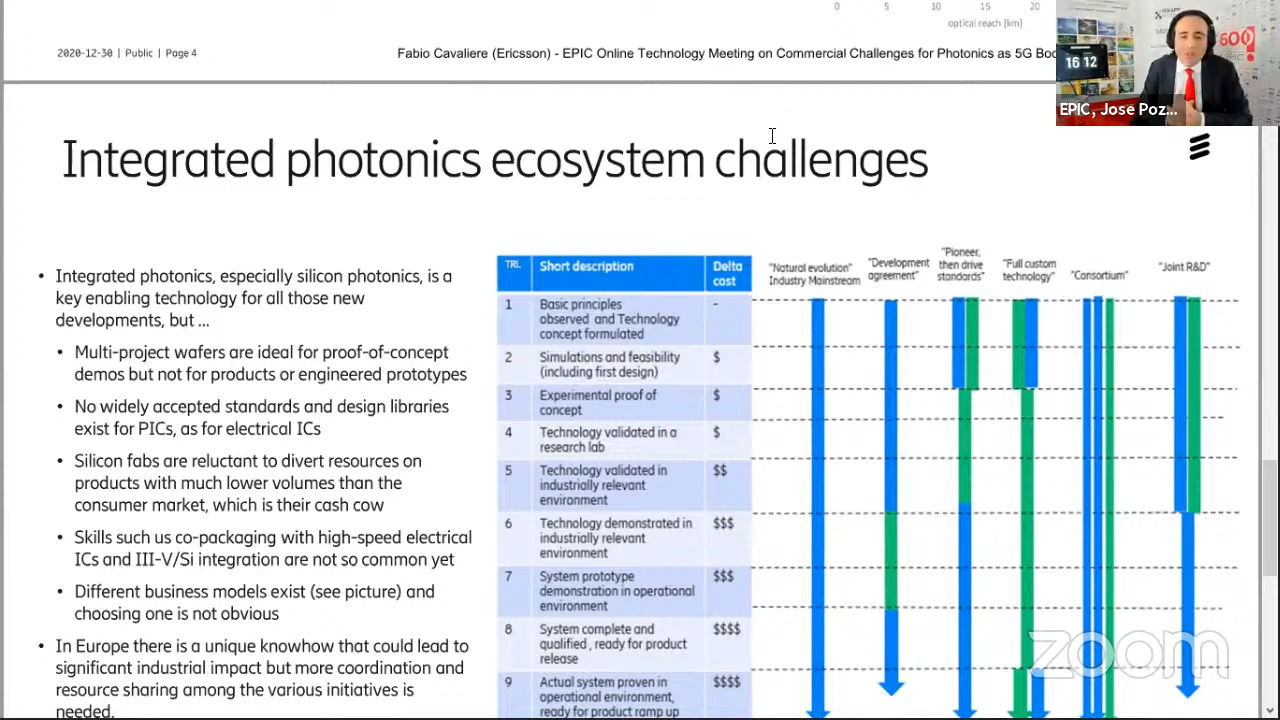 0 5 10 15 20
optical reach [km]
2020-12-30 | Public | Page 4
Fabio Cavaliere (Ericsson) - EPIC Online Technology Meeting on Commercial Challenges for Photonics as 5G Boo
16 12
600
EPIC, Jose Poz...
Integrated photonics ecosystem challenges
• Integrated photonics, especially silicon photonics, is a
key enabling technology for all those new
developments, but ...
• Multi-project wafers are ideal for proof-of-concept
demos but not for products or engineered prototypes
• No widely accepted standards and design libraries
exist for PICs, as for electrical ICs
• Silicon fabs are reluctant to divert resources on
products with much lower volumes than the
consumer market, which is their cash cow
• Skills such us co-packaging with high-speed electrical
ICs and III-V/Si integration are not so common yet
• Different business models exist (see picture) and
choosing one is not obvious
• In Europe there is a unique knowhow that could lead to
significant industrial impact but more coordination and
resource sharing among the various initiatives is
needed.
TRL Short description Delta
cost
1 Basic principles -
observed and Technology
concept formulated
2 Simulations and feasibility $
(including first design)
3 Experimental proof of $
concept
4 Technology validated in a $
research lab
5 Technology validated in $$
industrially relevant
environment
6 Technology demonstrated in $$$
industrially relevant
environment
7 System prototype $$$
demonstration in operational
environment
8 System complete and $$$$
qualified, ready for product
release
9 Actual system proven in $$$$
operational environment,
ready for product ramp up
"Natural evolution"
Industry Mainstream
"Development
agreement"
"Pioneer,
then drive
standards"
"Full custom
technology"
"Consortium"
"Joint R&D"
zoom